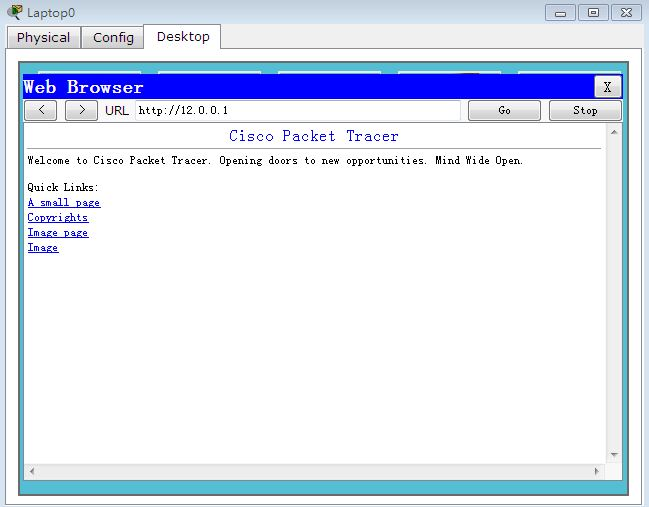 Laptop0
Physical Config Desktop
Web Browser X
< > URL http://12.0.0.1 Go Stop
Cisco Packet Tracer
Welcome to Cisco Packet Tracer. Opening doors to new opportunities. Mind Wide Open.
Quick Links:
A small page
Copyrights
Image page
Image